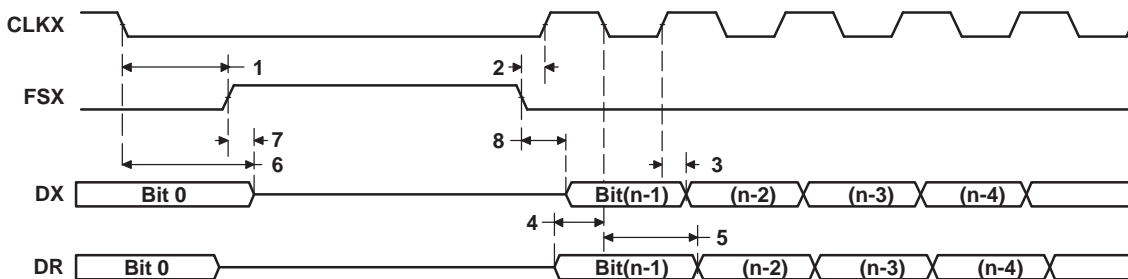 CLKX
1
2
FSX
7
8
6
3
DX
Bit 0
Bit(n-1)
(n-2)
(n-3)
(n-4)
4
5
DR
Bit 0
Bit(n-1)
(n-2)
(n-3)
(n-4)